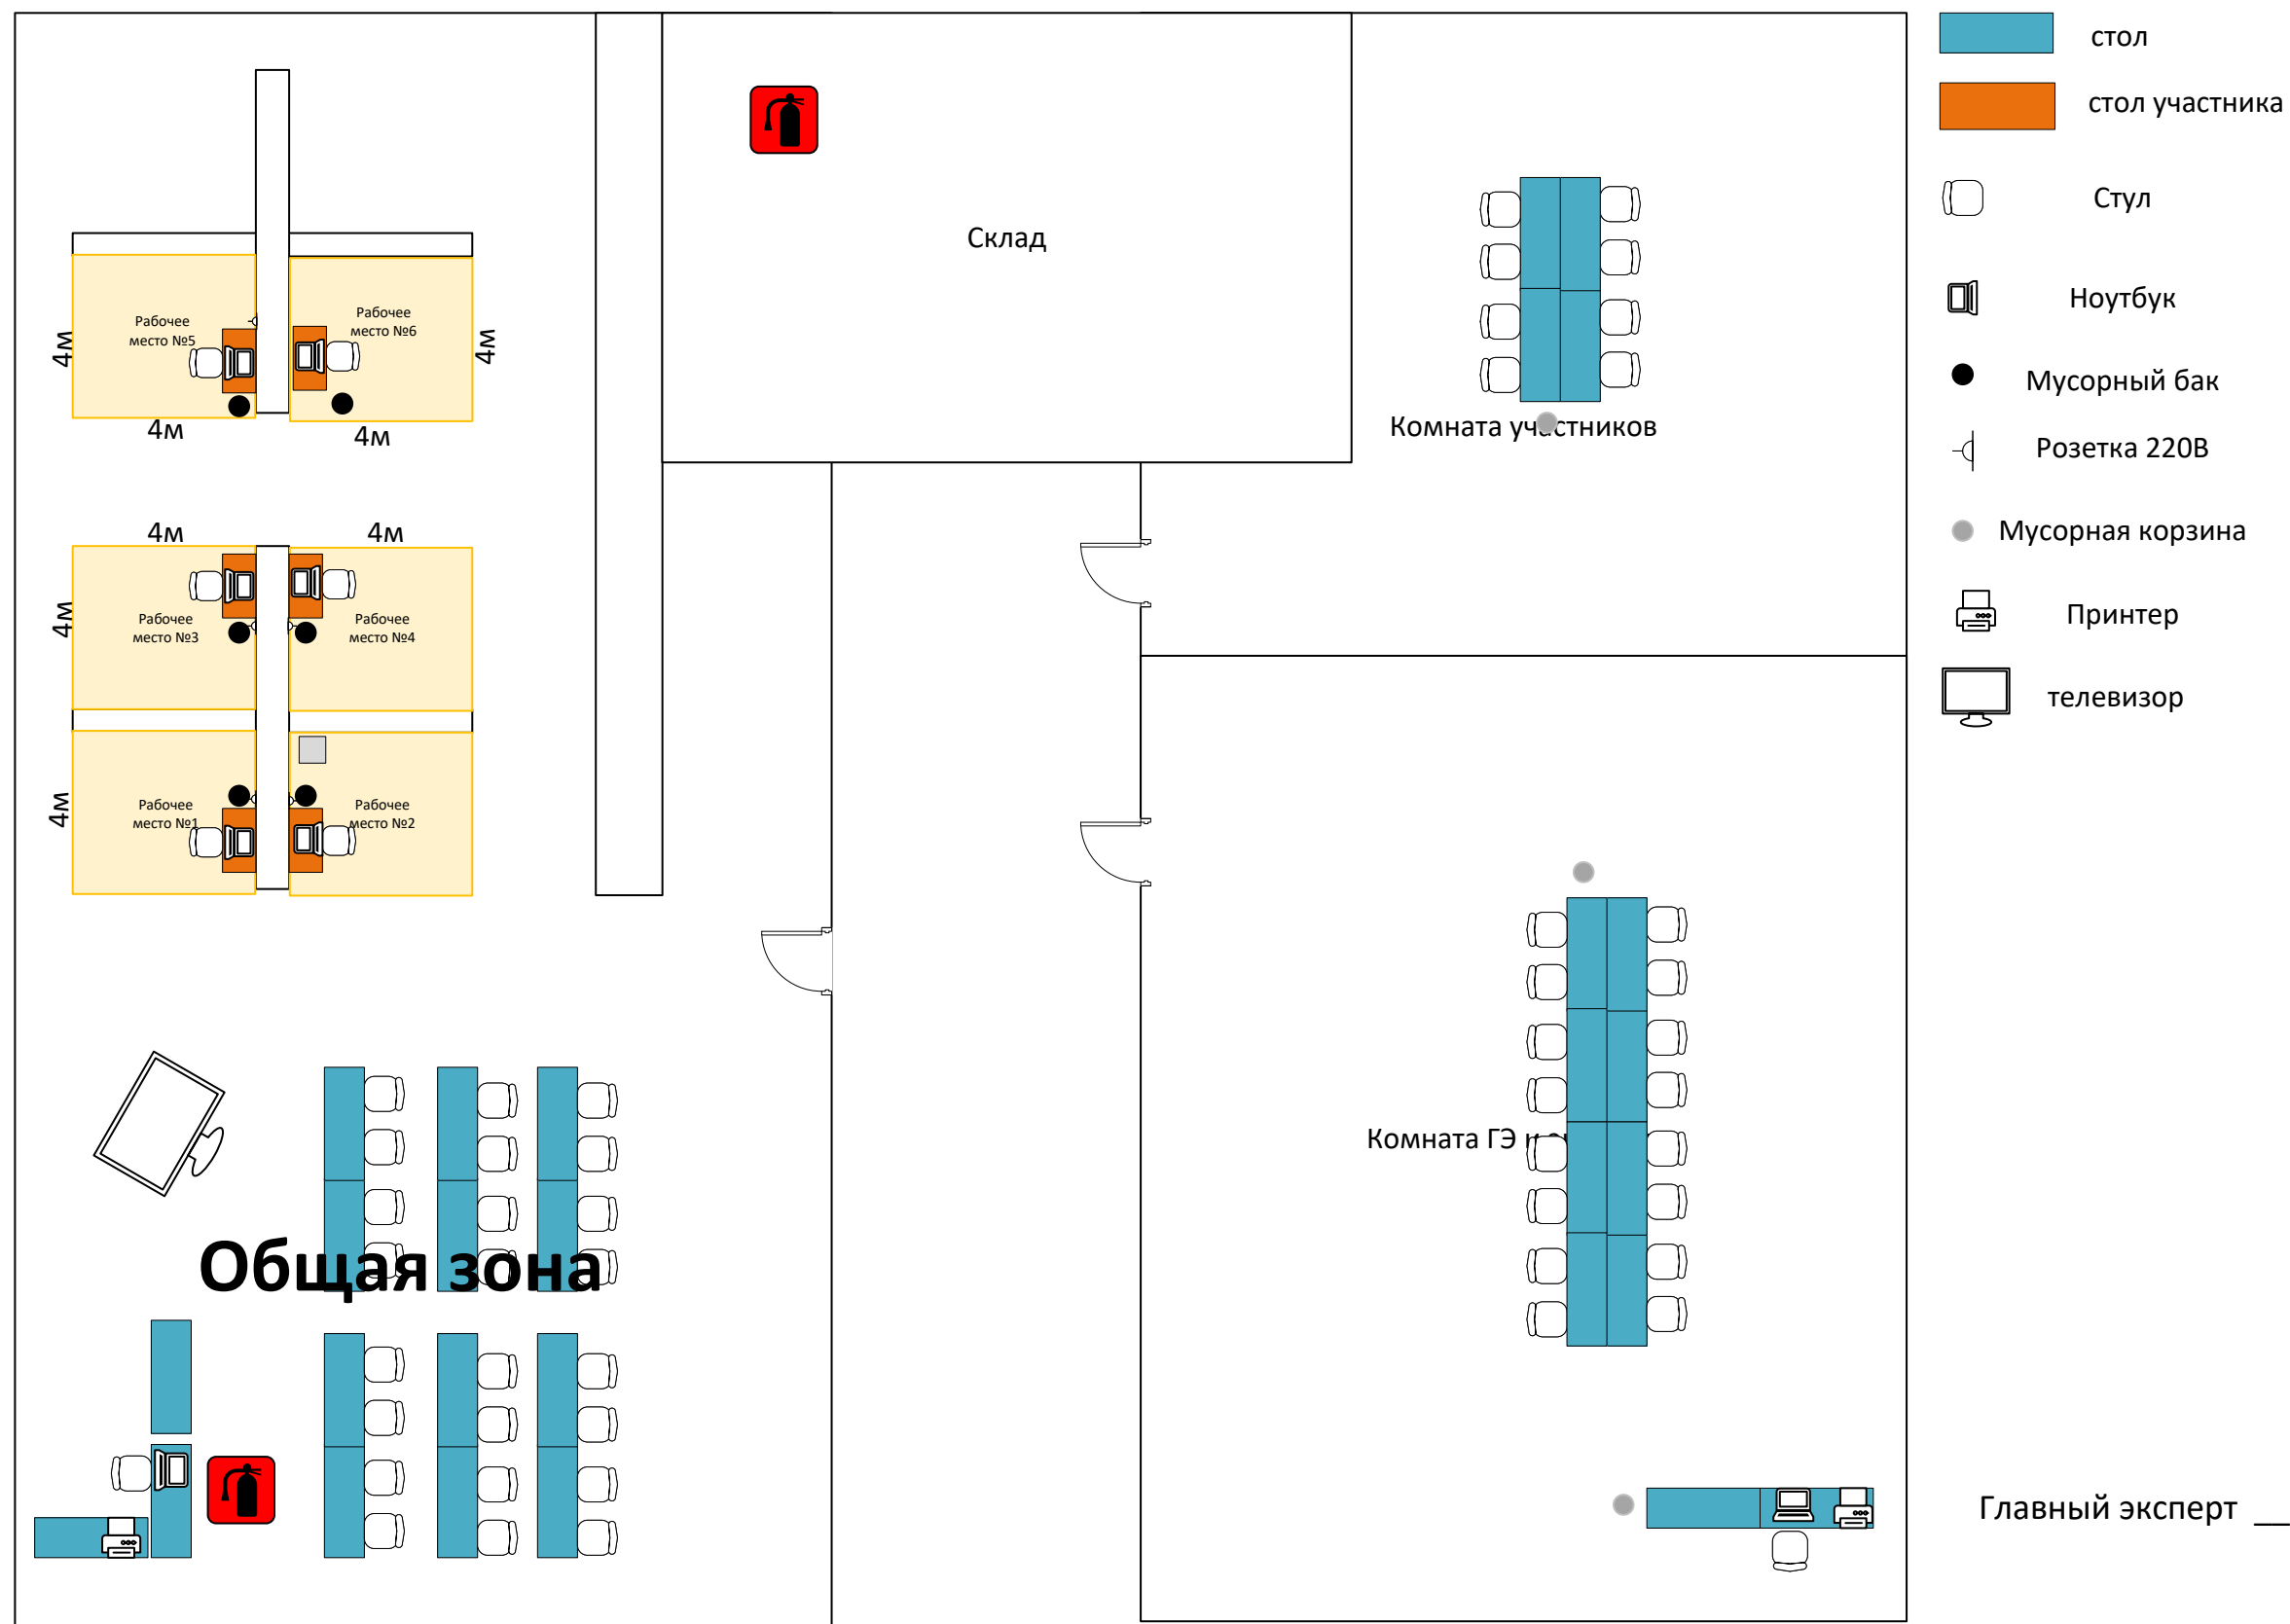 стол
стол участника
Стул
Ноутбук
Мусорный бак
Розетка 220В
Мусорная корзина
Принтер
телевизор
Склад
Комната участников
Рабочее
место №5
Рабочее
место №6
4м
4м
4м
4м
4м
4м
4м
Рабочее
место №3
Рабочее
место №4
4м
Рабочее
место №1
Рабочее
место №2
Комната ГЭ и
Общая зона
Главный эксперт __